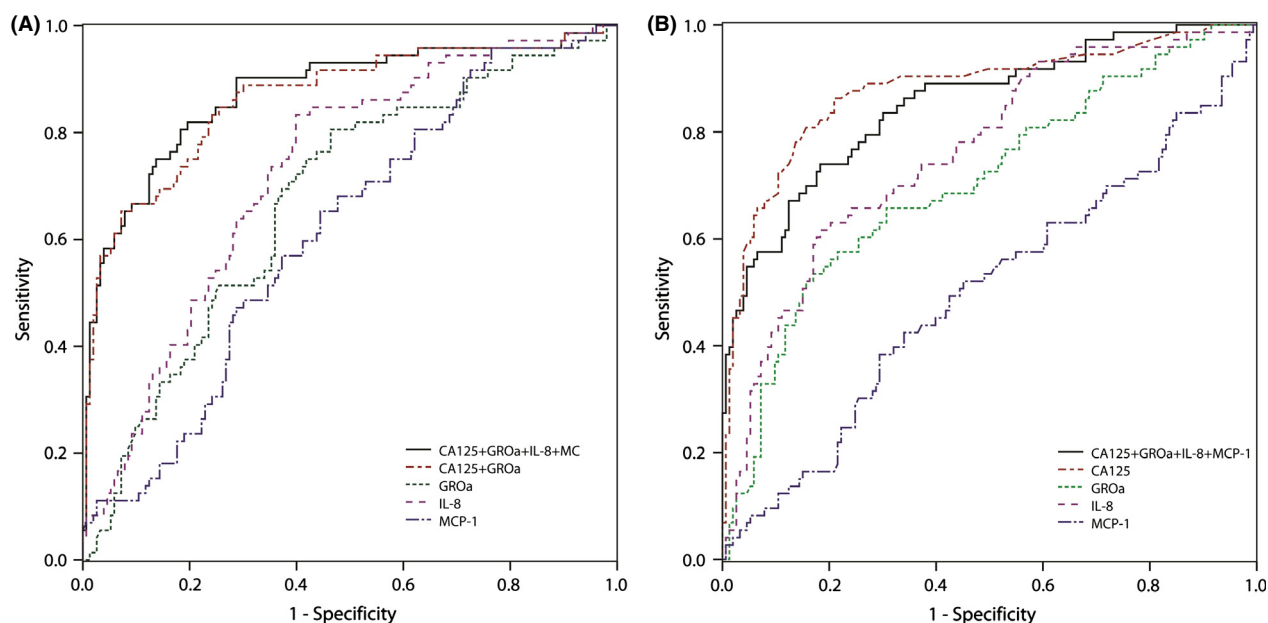 (A)
1.0
0.8
0.6
0.4
0.2
0.0
Sensitivity
0.0
0.2
0.4
0.6
0.8
1.0
1 - Specificity
CA125+GROa+IL-8+MC
CA125+GROa
GROa
IL-8
MCP-1
(B)
1.0
0.8
0.6
0.4
0.2
0.0
Sensitivity
0.0
0.2
0.4
0.6
0.8
1.0
1 - Specificity
CA125+GROa+IL-8+MCP-1
CA125
GROa
IL-8
MCP-1